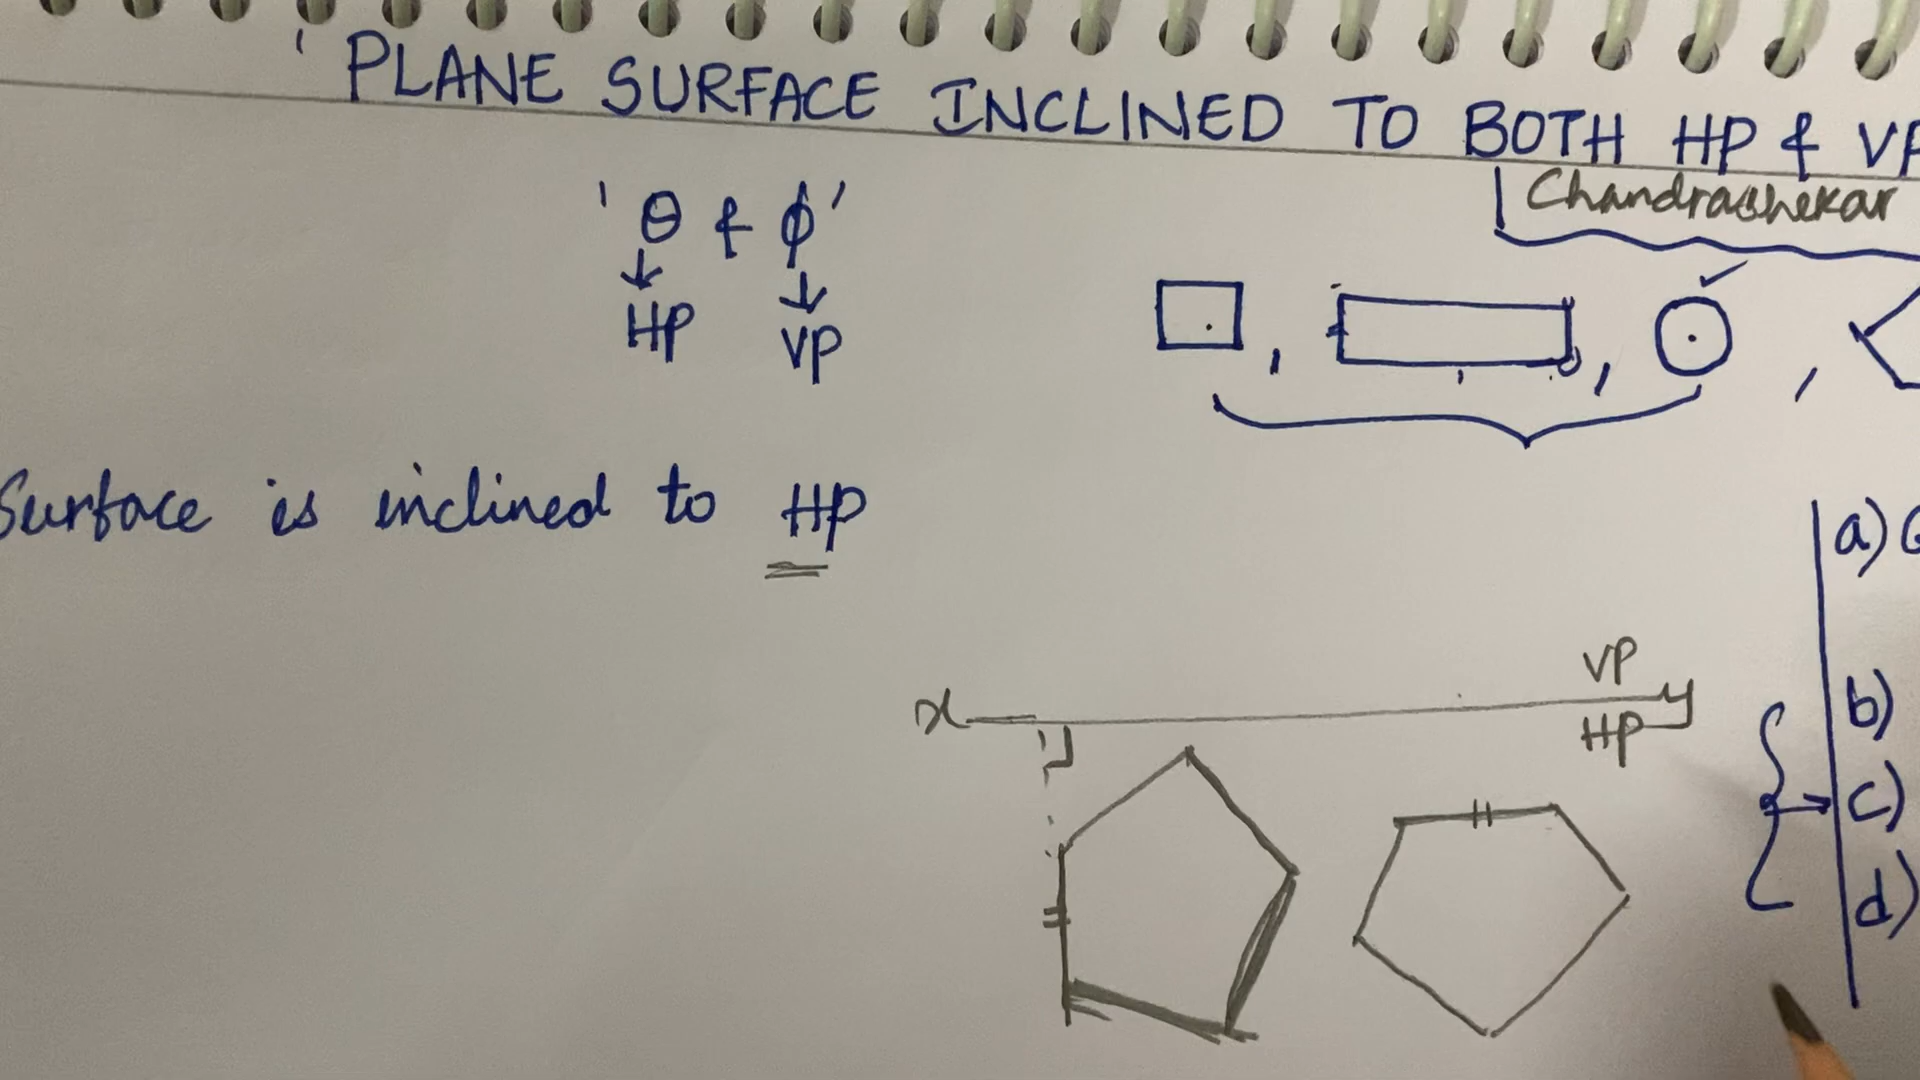 'PLANE SURFACE INCLINED TO BOTH HP & VP
Chandrashekar
'θ & ϕ'
↓ ↓
HP VP
Surface is inclined to HP
a)
b)
c)
d)
VP
x y
HP